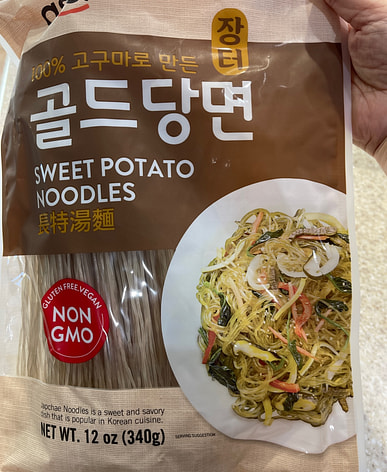 장터
100% 고구마로 만든
골드당면
SWEET POTATO
NOODLES
長特湯麵
GLUTEN FREE.VEGAN
NON
GMO
Japchae Noodles is a sweet and savory
dish that is popular in Korean cuisine.
NET WT. 12 oz (340g)
SERVING SUGGESTION